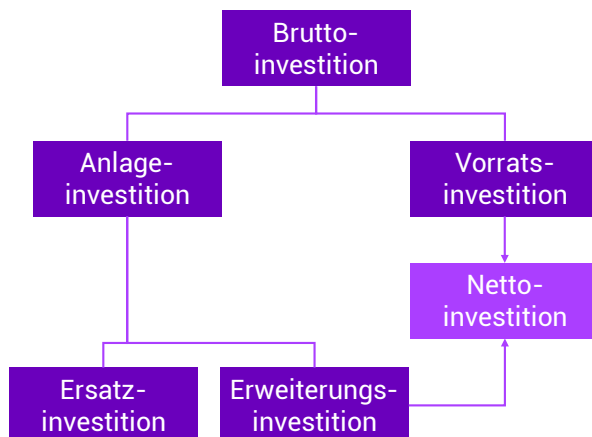 Brutto-
investition
Anlage-
investition
Vorrats-
investition
Netto-
investition
Ersatz-
investition
Erweiterungs-
investition